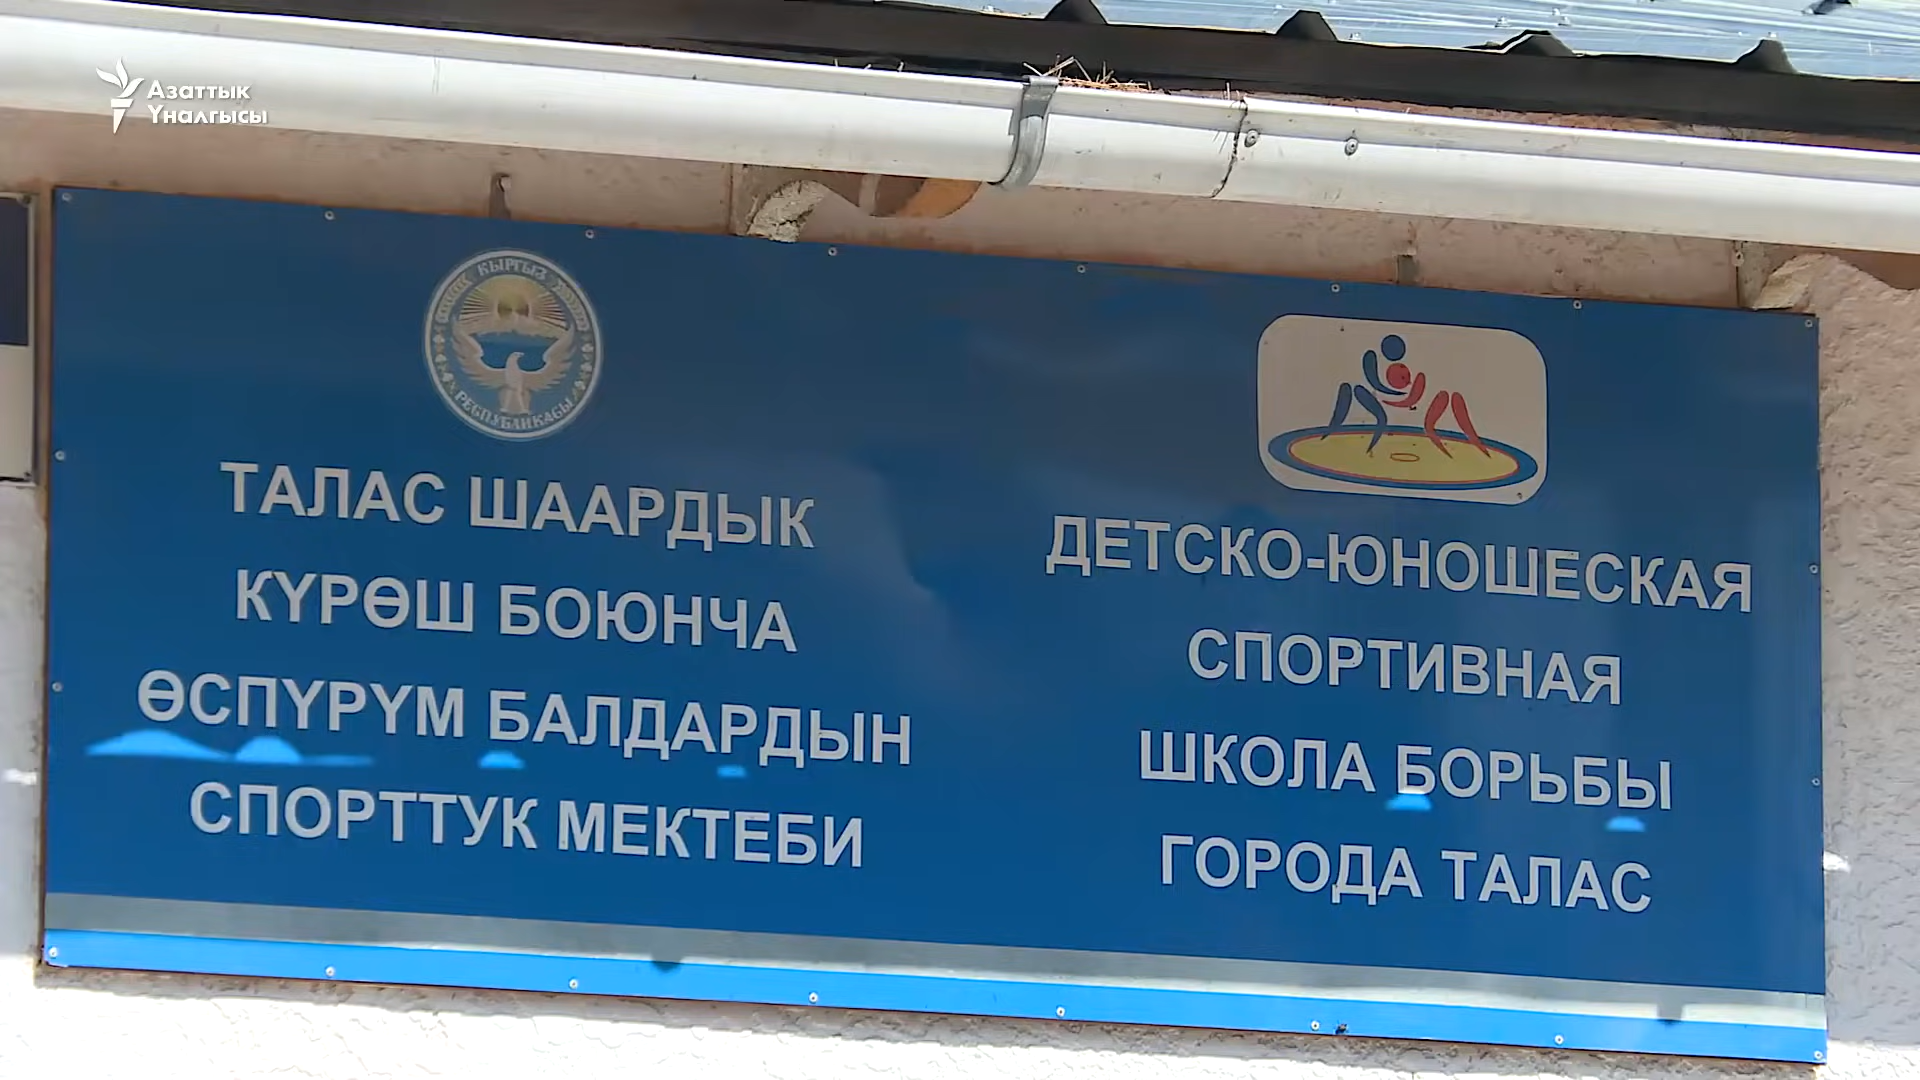 Азаттык
Үналгысы
КЫРГЫЗ
РЕСПУБЛИКАСЫ
ТАЛАС ШААРДЫК
КҮРӨШ БОЮНЧА
ӨСПҮРҮМ БАЛДАРДЫН
СПОРТТУК МЕКТЕБИ
ДЕТСКО-ЮНОШЕСКАЯ
СПОРТИВНАЯ
ШКОЛА БОРЬБЫ
ГОРОДА ТАЛАС